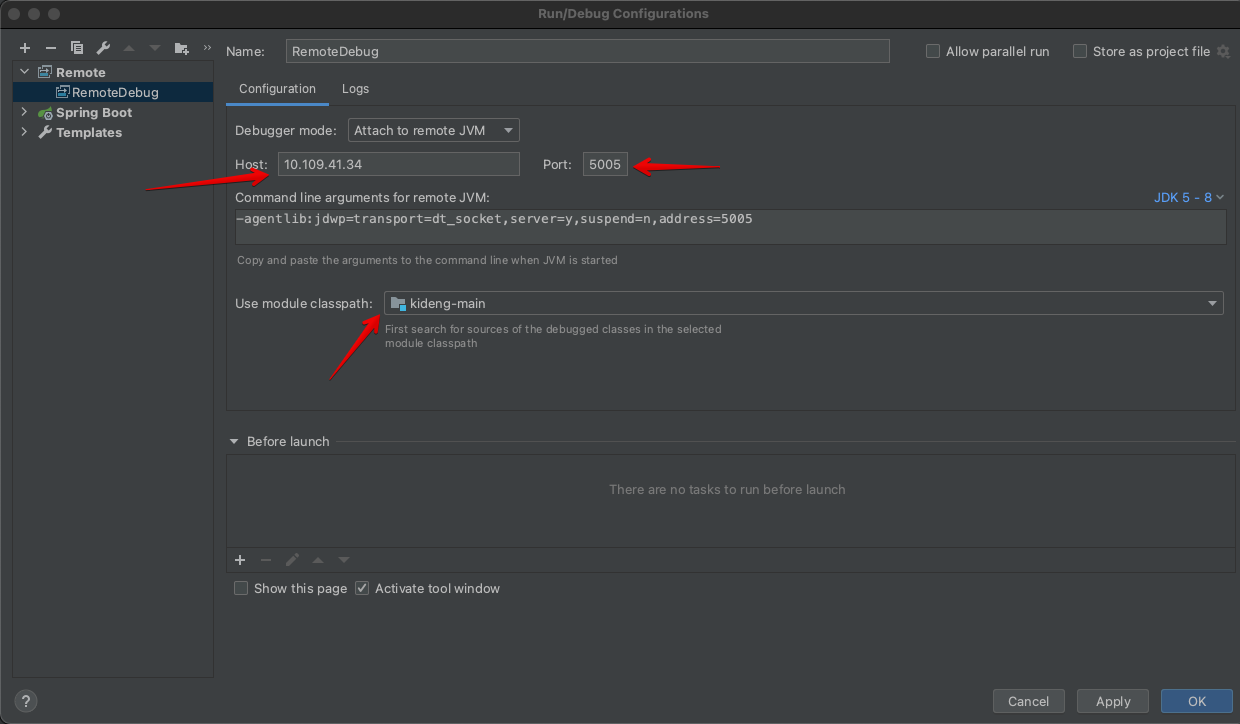 Run/Debug Configurations
Name: RemoteDebug Allow parallel run Store as project file
Remote
RemoteDebug
Spring Boot
Templates
Configuration Logs
Debugger mode: Attach to remote JVM
Host: 10.109.41.34 Port: 5005
Command line arguments for remote JVM: JDK 5 - 8
-agentlib:jdwp=transport=dt_socket,server=y,suspend=n,address=5005
Copy and paste the arguments to the command line when JVM is started
Use module classpath: kideng-main
First search for sources of the debugged classes in the selected
module classpath
Before launch
There are no tasks to run before launch
Show this page Activate tool window
? Cancel Apply OK